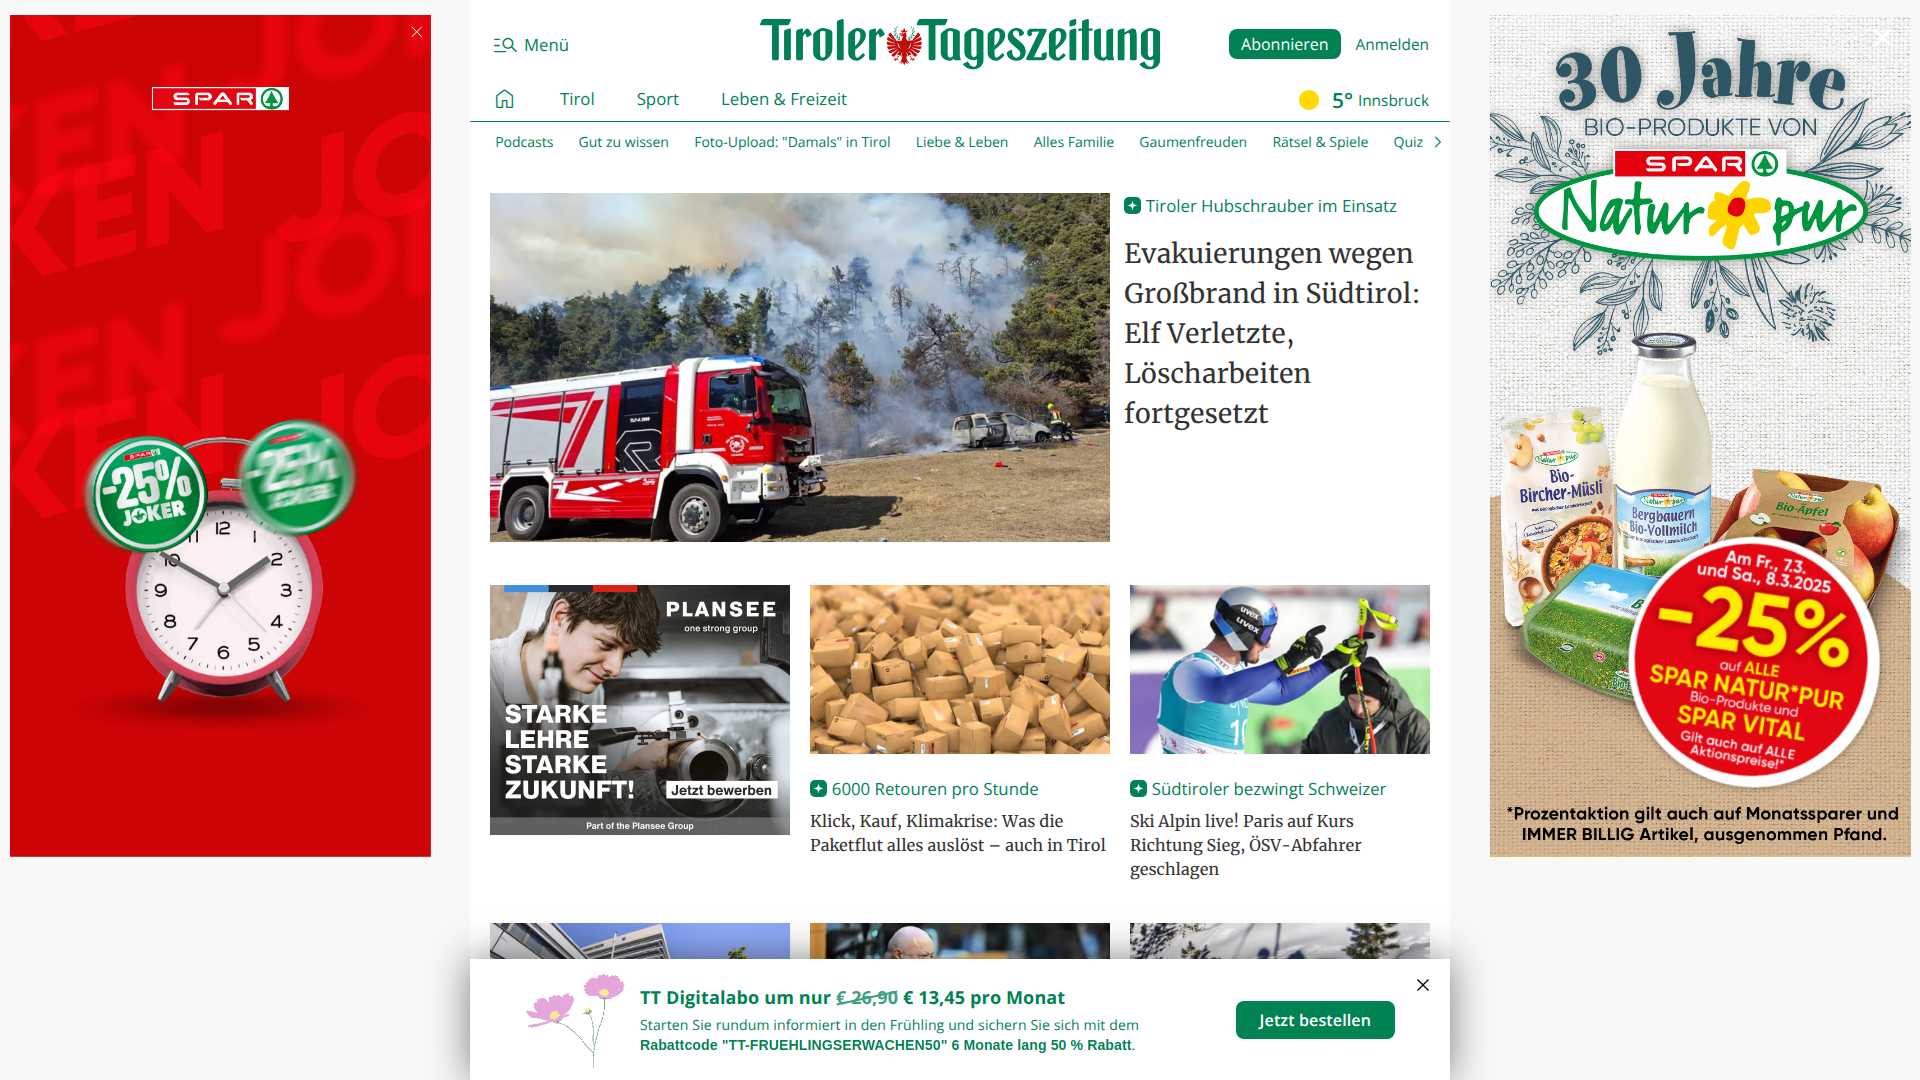 Menü
Tiroler Tageszeitung
Abonnieren
Anmelden
Tirol
Sport
Leben & Freizeit
5° Innsbruck
Podcasts
Gut zu wissen
Foto-Upload: "Damals" in Tirol
Liebe & Leben
Alles Familie
Gaumenfreuden
Rätsel & Spiele
Quiz
SPAR
-25%
JOKER
-25%
JOKER
12
1
2
3
4
5
6
7
8
9
10
11
Tiroler Hubschrauber im Einsatz
Evakuierungen wegen
Großbrand in Südtirol:
Elf Verletzte,
Löscharbeiten
fortgesetzt
PLANSEE
one strong group
STARKE
LEHRE
STARKE
ZUKUNFT!
Jetzt bewerben
Part of the Plansee Group
6000 Retouren pro Stunde
Klick, Kauf, Klimakrise: Was die
Paketflut alles auslöst – auch in Tirol
uvex
uvex
Südtiroler bezwingt Schweizer
Ski Alpin live! Paris auf Kurs
Richtung Sieg, ÖSV-Abfahrer
geschlagen
30 Jahre
BIO-PRODUKTE VON
SPAR
Natur pur
Bio-
Bircher-Müsli
Bergbauern
Bio-Vollmilch
Bio-Äpfel
Am Fr., 7.3.
und Sa., 8.3.2025
-25%
auf ALLE
SPAR NATUR*PUR
Bio-Produkte und
SPAR VITAL
Gilt auch auf ALLE
Aktionspreise!*
*Prozentaktion gilt auch auf Monatssparer und
IMMER BILLIG Artikel, ausgenommen Pfand.
TT Digitalabo um nur € 26,90 € 13,45 pro Monat
Starten Sie rundum informiert in den Frühling und sichern Sie sich mit dem
Rabattcode "TT-FRUEHLINGSERWACHEN50" 6 Monate lang 50 % Rabatt.
Jetzt bestellen